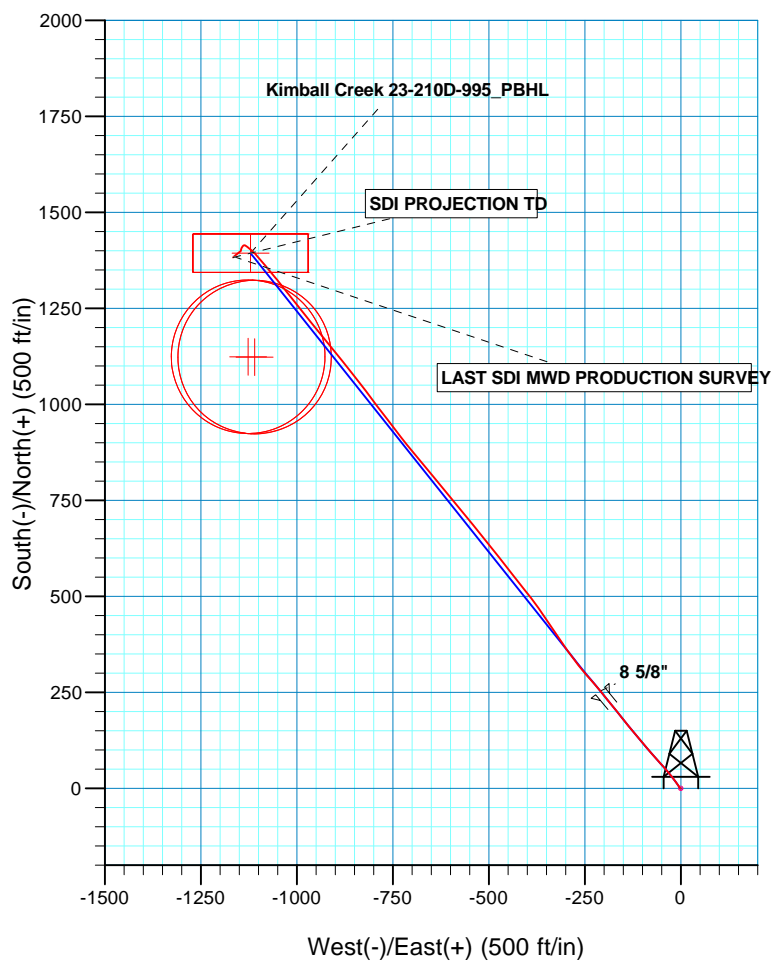 South(-)/North(+) (500 ft/in)
2000
1750
1500
1250
1000
750
500
250
0
Kimball Creek 23-210D-995_PBHL
SDI PROJECTION TD
LAST SDI MWD PRODUCTION SURVEY
8 5/8"
-1500 -1250 -1000 -750 -500 -250 0
West(-)/East(+) (500 ft/in)